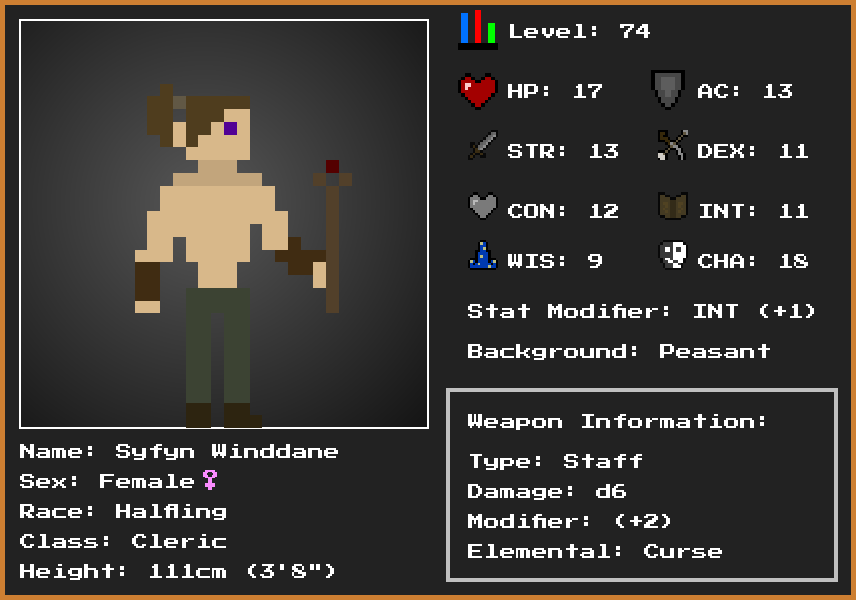 Level: 74
HP: 17
AC: 13
STR: 13
DEX: 11
CON: 12
INT: 11
WIS: 9
CHA: 18
Stat Modifier: INT (+1)
Background: Peasant
Weapon Information:
Type: Staff
Damage: d6
Modifier: (+2)
Elemental: Curse
Name: Syfyn Winddane
Sex: Female♀
Race: Halfling
Class: Cleric
Height: 111cm (3'8")